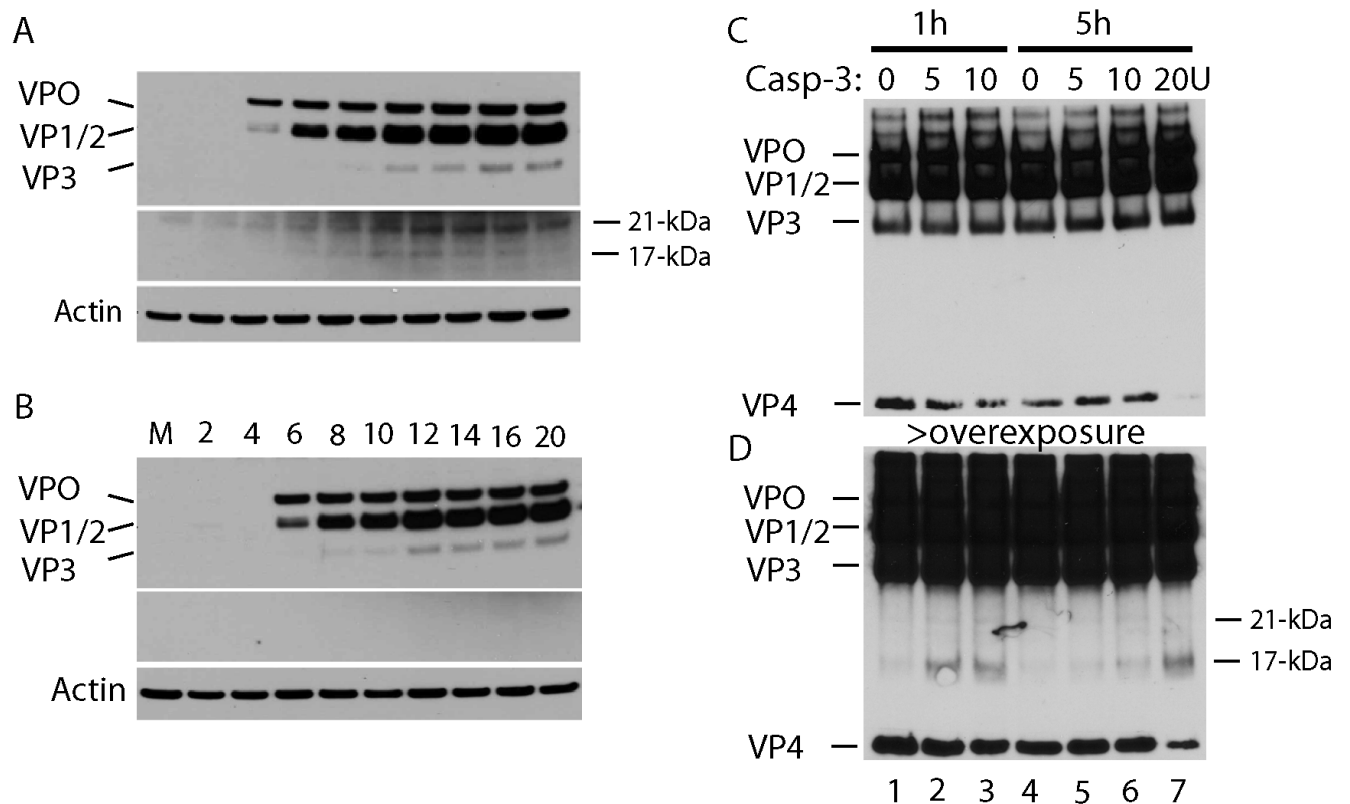 A
VPO
VP1/2
VP3
21-kDa
17-kDa
Actin
B
M 2 4 6 8 10 12 14 16 20
VPO
VP1/2
VP3
Actin
C
1h 5h
Casp-3: 0 5 10 0 5 10 20U
VPO
VP1/2
VP3
VP4
>overexposure
D
VPO
VP1/2
VP3
21-kDa
17-kDa
VP4
1 2 3 4 5 6 7